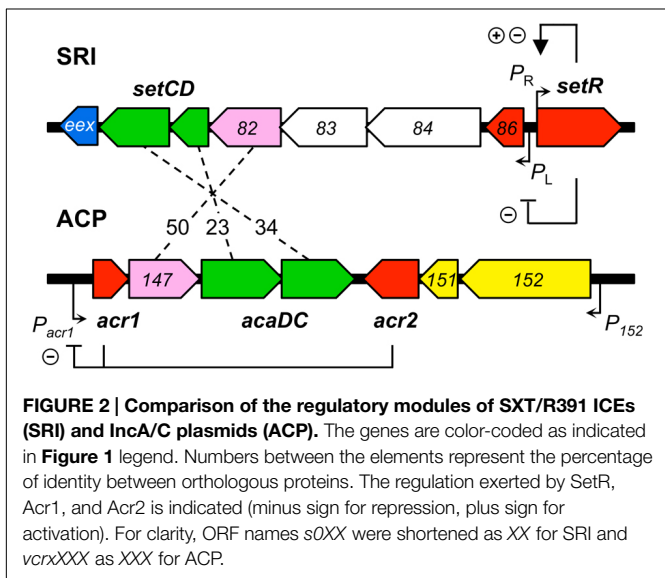 ⊕ ⊖
SRI
setCD
P_R
setR
eex
82
83
84
86
P_L
⊖
50
23
34
ACP
147
151
152
P_acr1
acr1
acaDC
acr2
P_152
⊖
FIGURE 2 | Comparison of the regulatory modules of SXT/R391 ICEs
(SRI) and IncA/C plasmids (ACP). The genes are color-coded as indicated
in Figure 1 legend. Numbers between the elements represent the percentage
of identity between orthologous proteins. The regulation exerted by SetR,
Acr1, and Acr2 is indicated (minus sign for repression, plus sign for
activation). For clarity, ORF names s0XX were shortened as XX for SRI and
vcrxXXX as XXX for ACP.